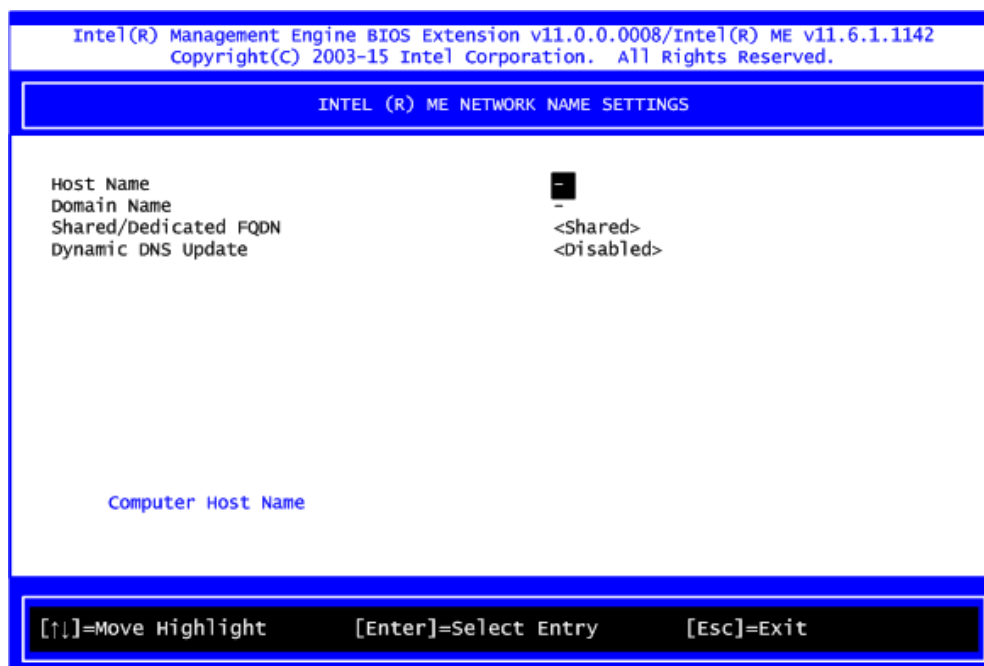 Intel(R) Management Engine BIOS Extension v11.0.0.0008/Intel(R) ME v11.6.1.1142
Copyright(C) 2003-15 Intel Corporation. All Rights Reserved.
INTEL (R) ME NETWORK NAME SETTINGS
Host Name -
Domain Name -
Shared/Dedicated FQDN <Shared>
Dynamic DNS Update <Disabled>
Computer Host Name
[↑↓]=Move Highlight [Enter]=Select Entry [Esc]=Exit